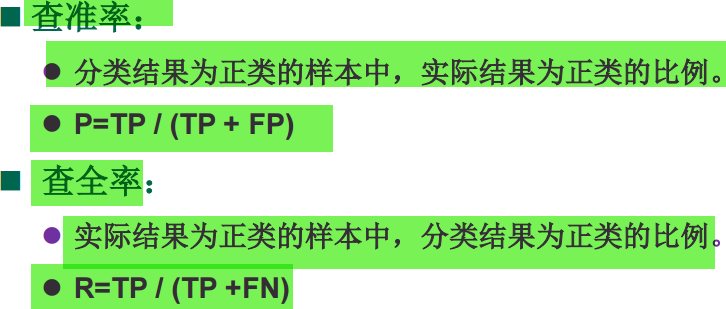 ■ 查准率：
● 分类结果为正类的样本中，实际结果为正类的比例。
● P=TP / (TP + FP)
■ 查全率：
● 实际结果为正类的样本中，分类结果为正类的比例。
● R=TP / (TP +FN)